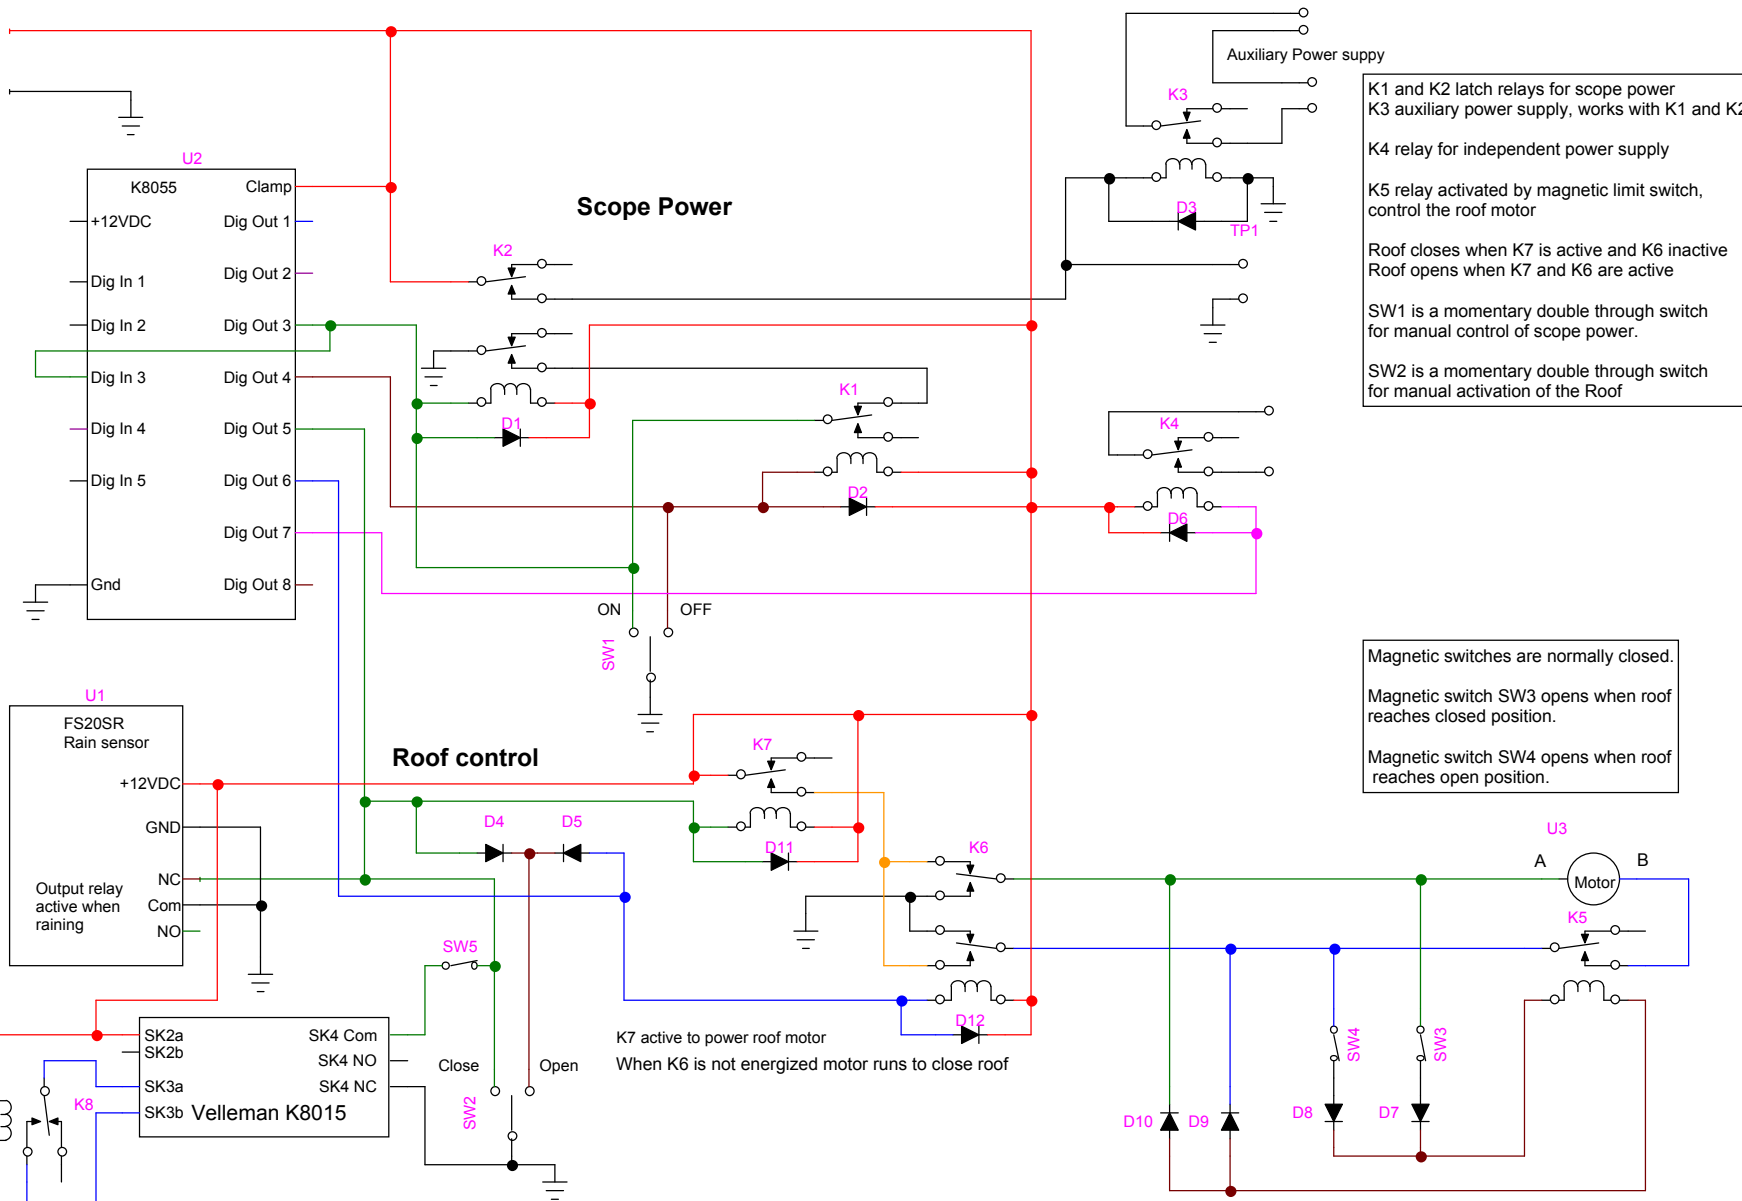 Auxiliary Power suppy
K3
K1 and K2 latch relays for scope power
K3 auxiliary power supply, works with K1 and K2
K4 relay for independent power supply
K5 relay activated by magnetic limit switch,
control the roof motor
Roof closes when K7 is active and K6 inactive
Roof opens when K7 and K6 are active
SW1 is a momentary double through switch
for manual control of scope power.
SW2 is a momentary double through switch
for manual activation of the Roof
D3
TP1
U2
K8055
Clamp
+12VDC
Dig Out 1
Dig Out 2
Dig In 1
Dig In 2
Dig Out 3
Dig In 3
Dig Out 4
Dig In 4
Dig Out 5
Dig In 5
Dig Out 6
Dig Out 7
Gnd
Dig Out 8
Scope Power
K2
D1
K1
D2
K4
D6
ON
OFF
SW1
Magnetic switches are normally closed.
Magnetic switch SW3 opens when roof
reaches closed position.
Magnetic switch SW4 opens when roof
reaches open position.
U1
FS20SR
Rain sensor
+12VDC
GND
NC
Output relay
active when
raining
Com
NO
Roof control
K7
D4
D5
D11
K6
U3
A
B
Motor
K5
SW5
D12
SK2a
SK2b
SK3a
SK3b
SK4 Com
SK4 NO
SK4 NC
Velleman K8015
K8
Close
Open
SW2
K7 active to power roof motor
When K6 is not energized motor runs to close roof
SW4
SW3
D10
D9
D8
D7